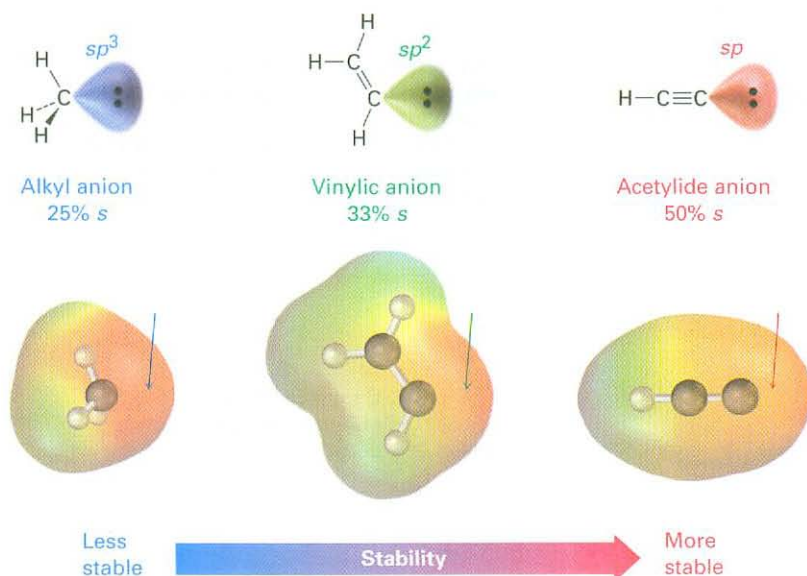 sp³
sp²
sp
H
H
H
C
H
H
H—C
C
H
H—C≡C
Alkyl anion
25% s
Vinylic anion
33% s
Acetylide anion
50% s
Less
stable
Stability
More
stable